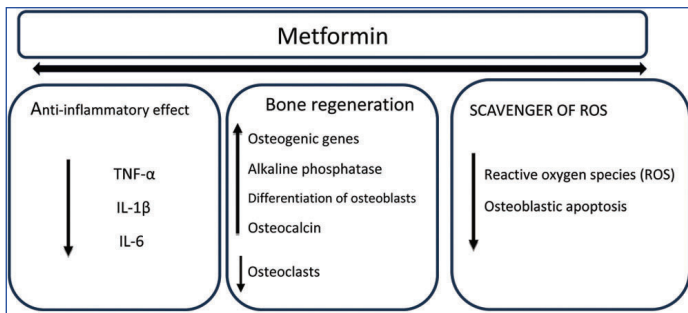 Metformin
Anti-inflammatory effect
TNF-α
IL-1β
IL-6
Bone regeneration
Osteogenic genes
Alkaline phosphatase
Differentiation of osteoblasts
Osteocalcin
Osteoclasts
SCAVENGER OF ROS
Reactive oxygen species (ROS)
Osteoblastic apoptosis